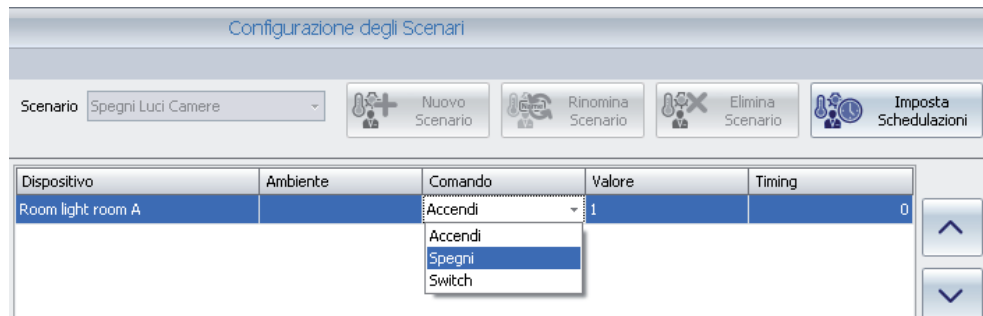 Configurazione degli Scenari
Scenario Spegni Luci Camere Nuovo Scenario Rinomina Scenario Elimina Scenario Imposta Schedulazioni
Dispositivo Ambiente Comando Valore Timing
Room light room A Accendi 1 0
Accendi
Spegni
Switch